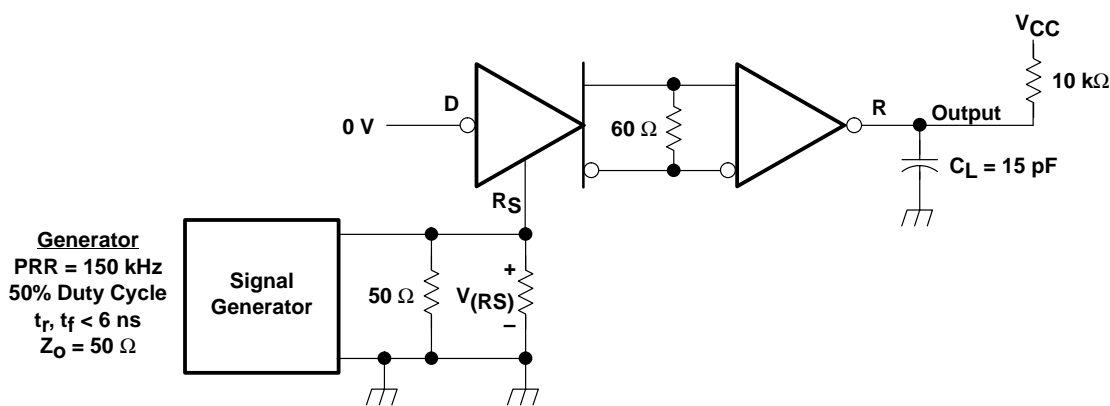 VCC
10 kΩ
D
0 V
60 Ω
R
Output
CL = 15 pF
RS
Generator
PRR = 150 kHz
50% Duty Cycle
tr, tf < 6 ns
Zo = 50 Ω
Signal
Generator
50 Ω
+
V(RS)
–